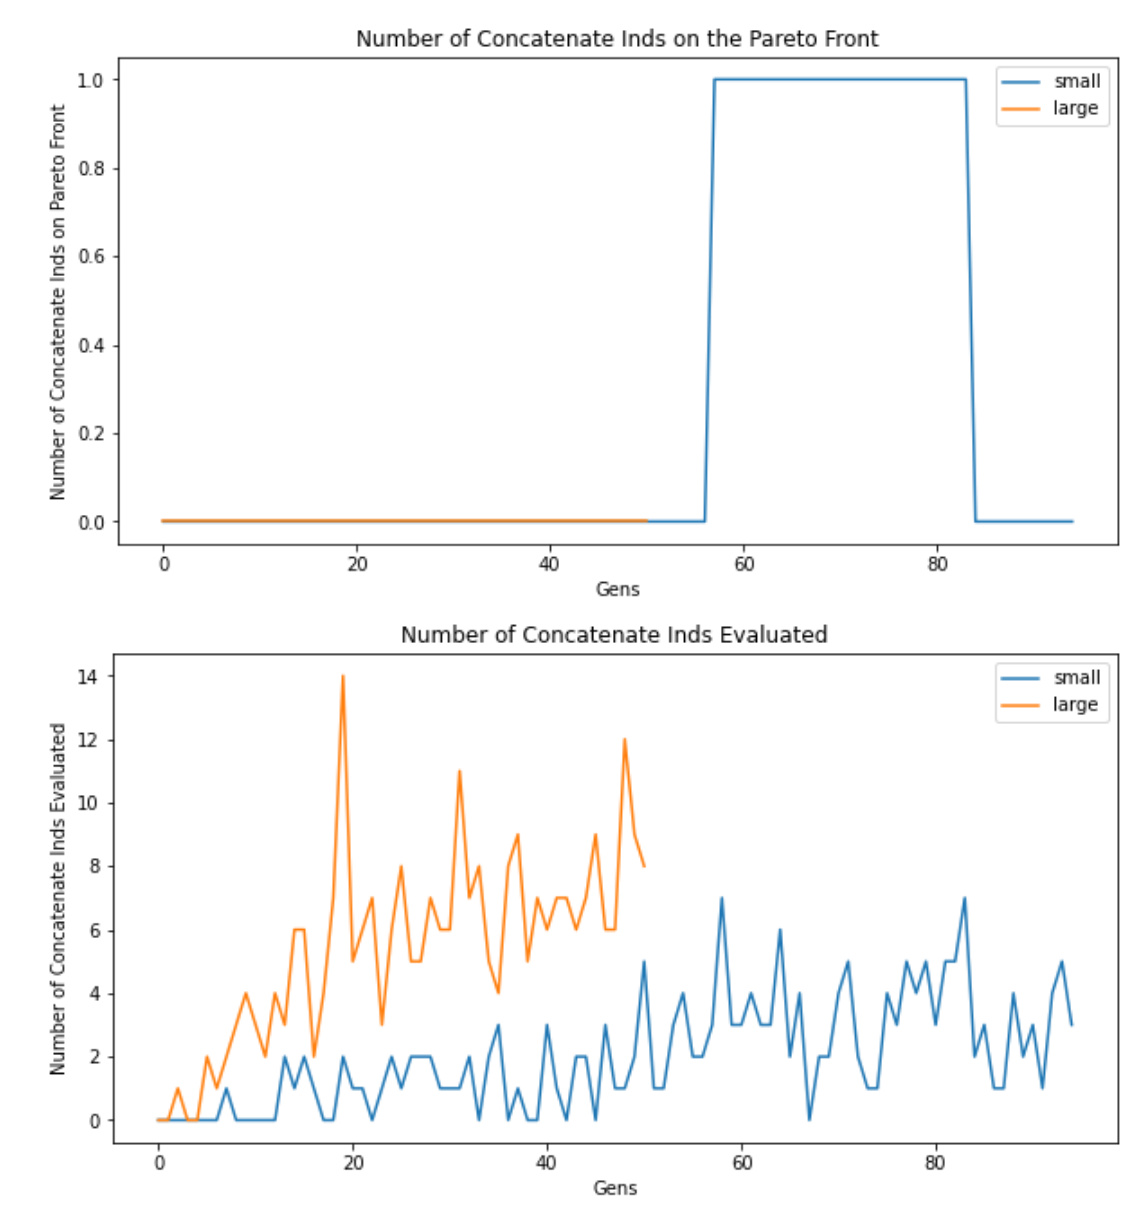 Number of Concatenate Inds on the Pareto Front
Number of Concatenate Inds on Pareto Front
1.0
0.8
0.6
0.4
0.2
0.0
small
large
0 20 40 60 80
Gens
Number of Concatenate Inds Evaluated
Number of Concatenate Inds Evaluated
14
12
10
8
6
4
2
0
small
large
0 20 40 60 80
Gens